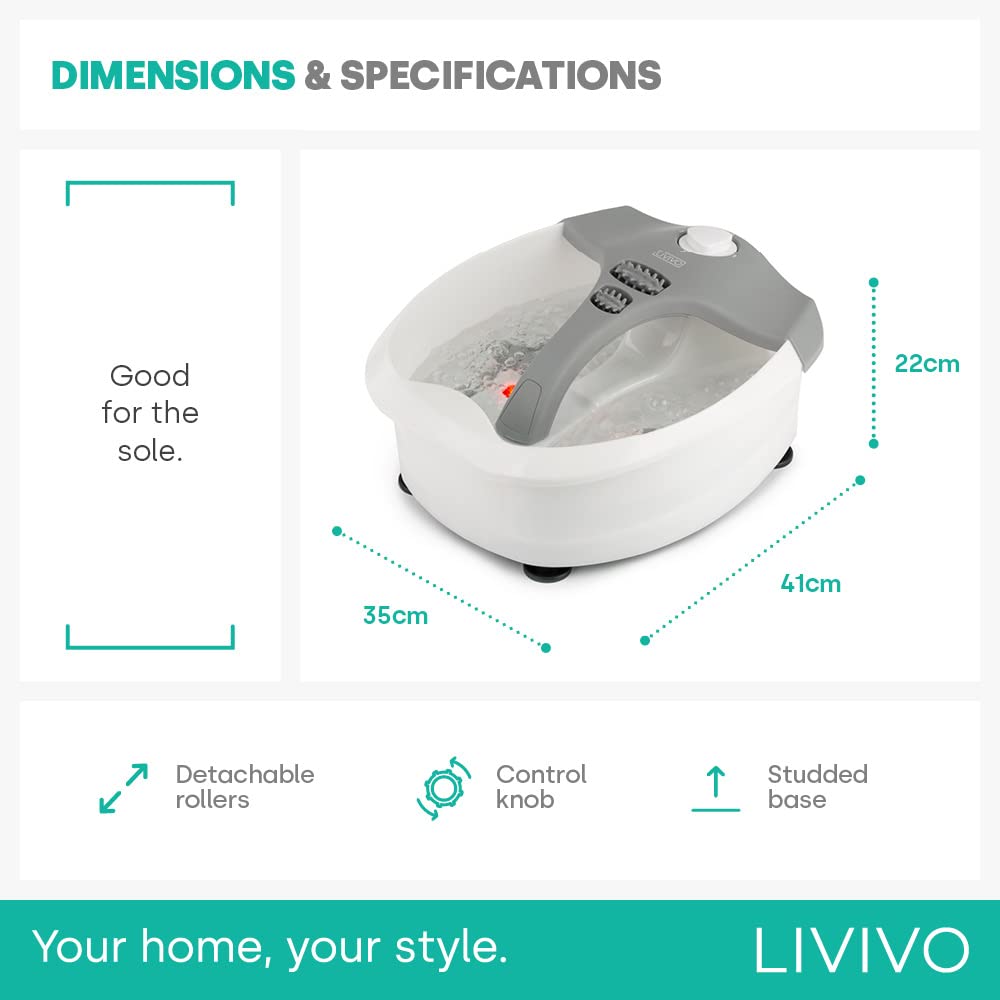 DIMENSIONS & SPECIFICATIONS
Good
for the
sole.
LIVIVO
22cm
41cm
35cm
Detachable
rollers
Control
knob
Studded
base
Your home, your style.
LIVIVO